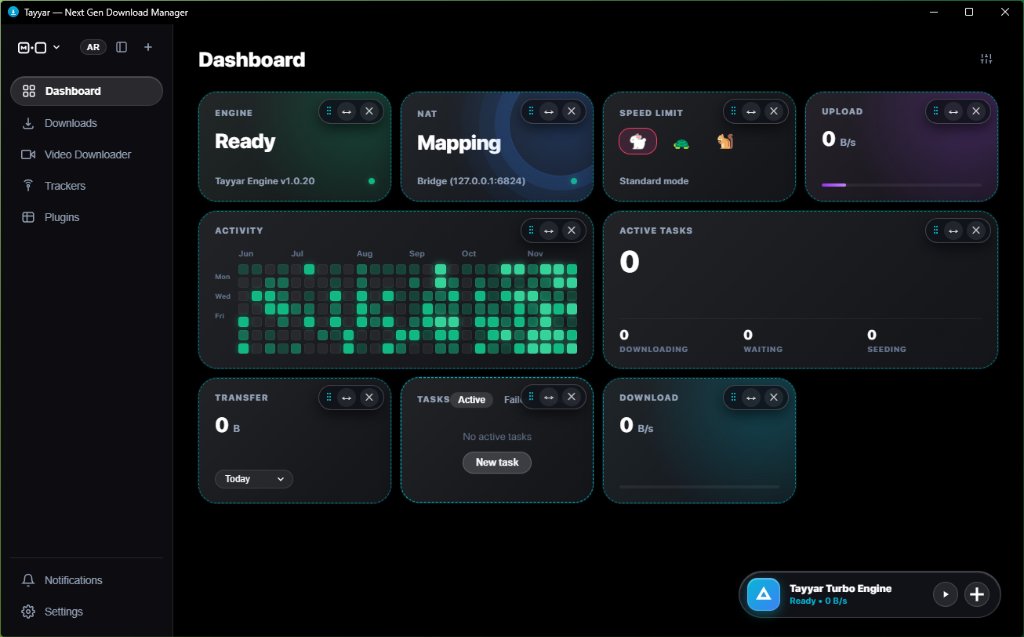 Tayyar — Next Gen Download Manager
AR
Dashboard
Downloads
Video Downloader
Trackers
Plugins
Notifications
Settings
Dashboard
ENGINE
Ready
Tayyar Engine v1.0.20
NAT
Mapping
Bridge (127.0.0.1:6824)
SPEED LIMIT
Standard mode
UPLOAD
0 B/s
ACTIVITY
Jun Jul Aug Sep Oct Nov
Mon
Wed
Fri
ACTIVE TASKS
0
0 0 0
DOWNLOADING WAITING SEEDING
TRANSFER
0 B
Today
TASKS Active Faile
No active tasks
New task
DOWNLOAD
0 B/s
Tayyar Turbo Engine
Ready • 0 B/s